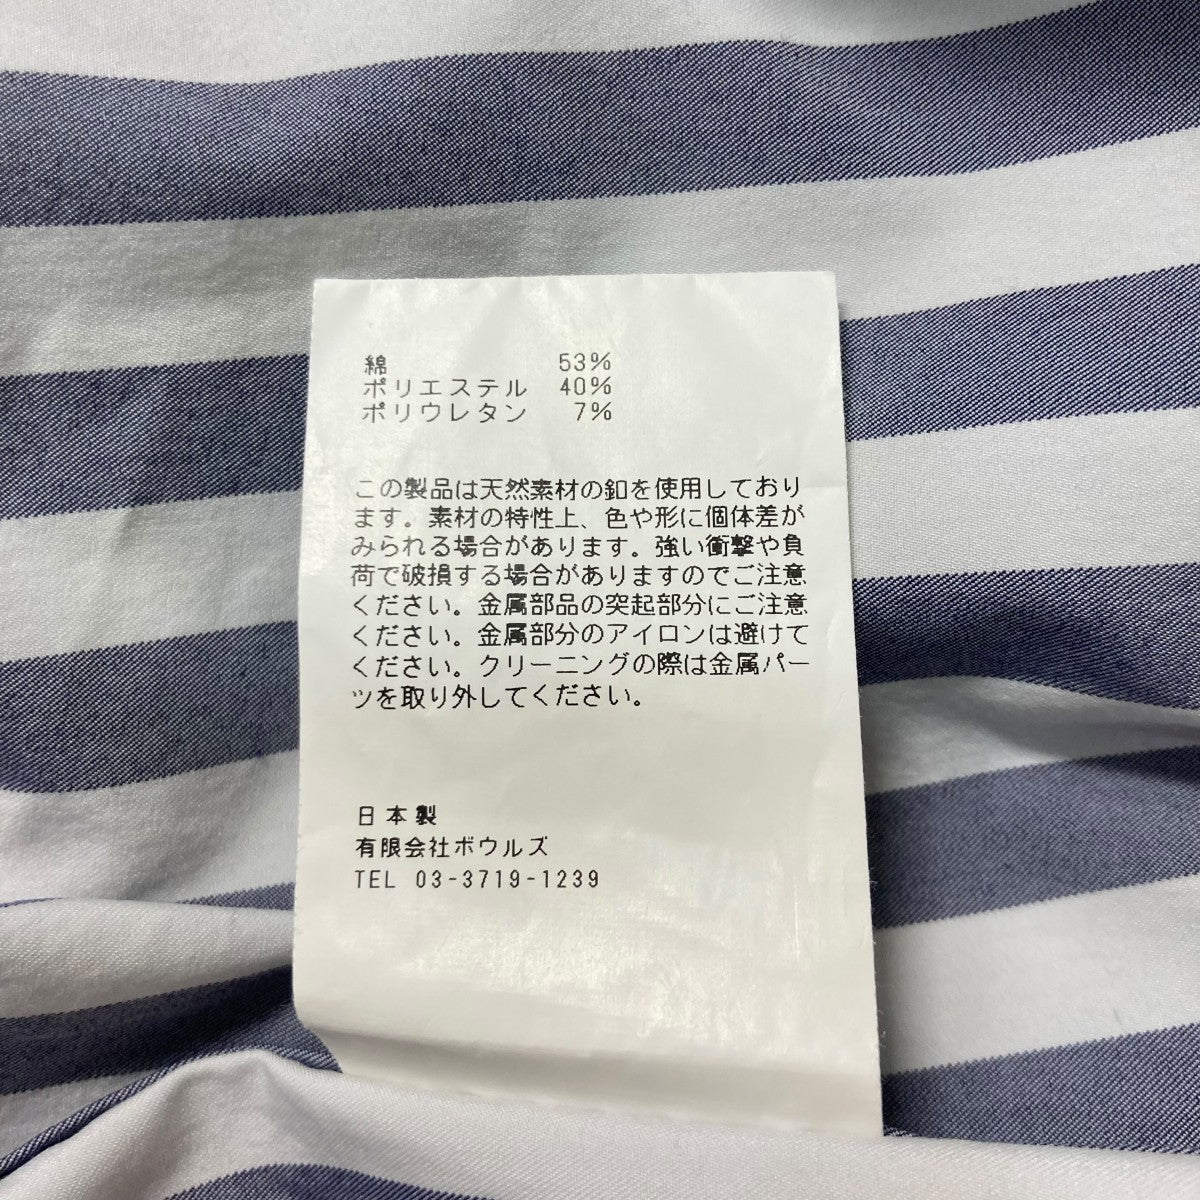 綿 53%
ポリエステル 40%
ポリウレタン 7%
この製品は天然素材の釦を使用しており
ます。素材の特性上、色や形に個体差が
みられる場合があります。強い衝撃や負
荷で破損する場合がありますのでご注意
ください。金属部品の突起部分にご注意
ください。金属部分のアイロンは避けて
ください。クリーニングの際は金属パー
ツを取り外してください。
日本製
有限会社ボウルズ
TEL 03-3719-1239